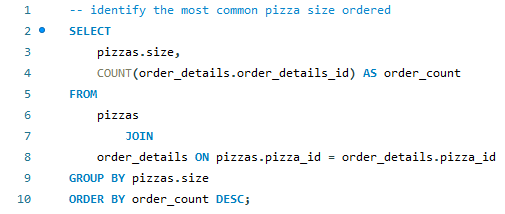 1 -- identify the most common pizza size ordered
2 SELECT
3 pizzas.size,
4 COUNT(order_details.order_details_id) AS order_count
5 FROM
6 pizzas
7 JOIN
8 order_details ON pizzas.pizza_id = order_details.pizza_id
9 GROUP BY pizzas.size
10 ORDER BY order_count DESC;